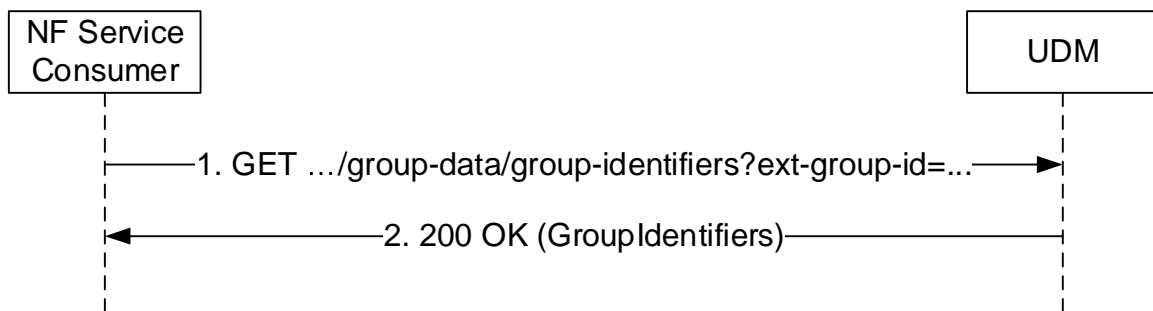 NF Service
Consumer
UDM
1. GET …/group-data/group-identifiers?ext-group-id=...
2. 200 OK (GroupIdentifiers)